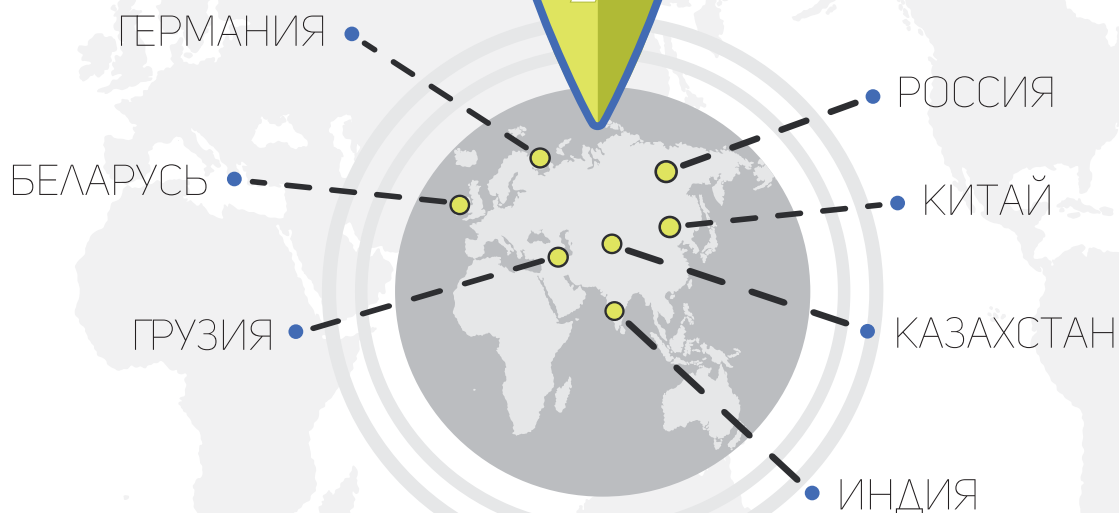 ГЕРМАНИЯ
РОССИЯ
БЕЛАРУСЬ
КИТАЙ
ГРУЗИЯ
КАЗАХСТАН
ИНДИЯ